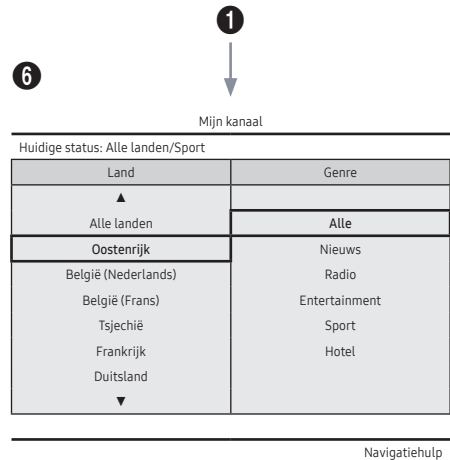 ❶
❻
Mijn kanaal
Huidige status: Alle landen/Sport
Land Genre
▲
Alle landen Alle
Oostenrijk Nieuws
België (Nederlands) Radio
België (Frans) Entertainment
Tsjechië Sport
Frankrijk Hotel
Duitsland
▼
Navigatiehulp